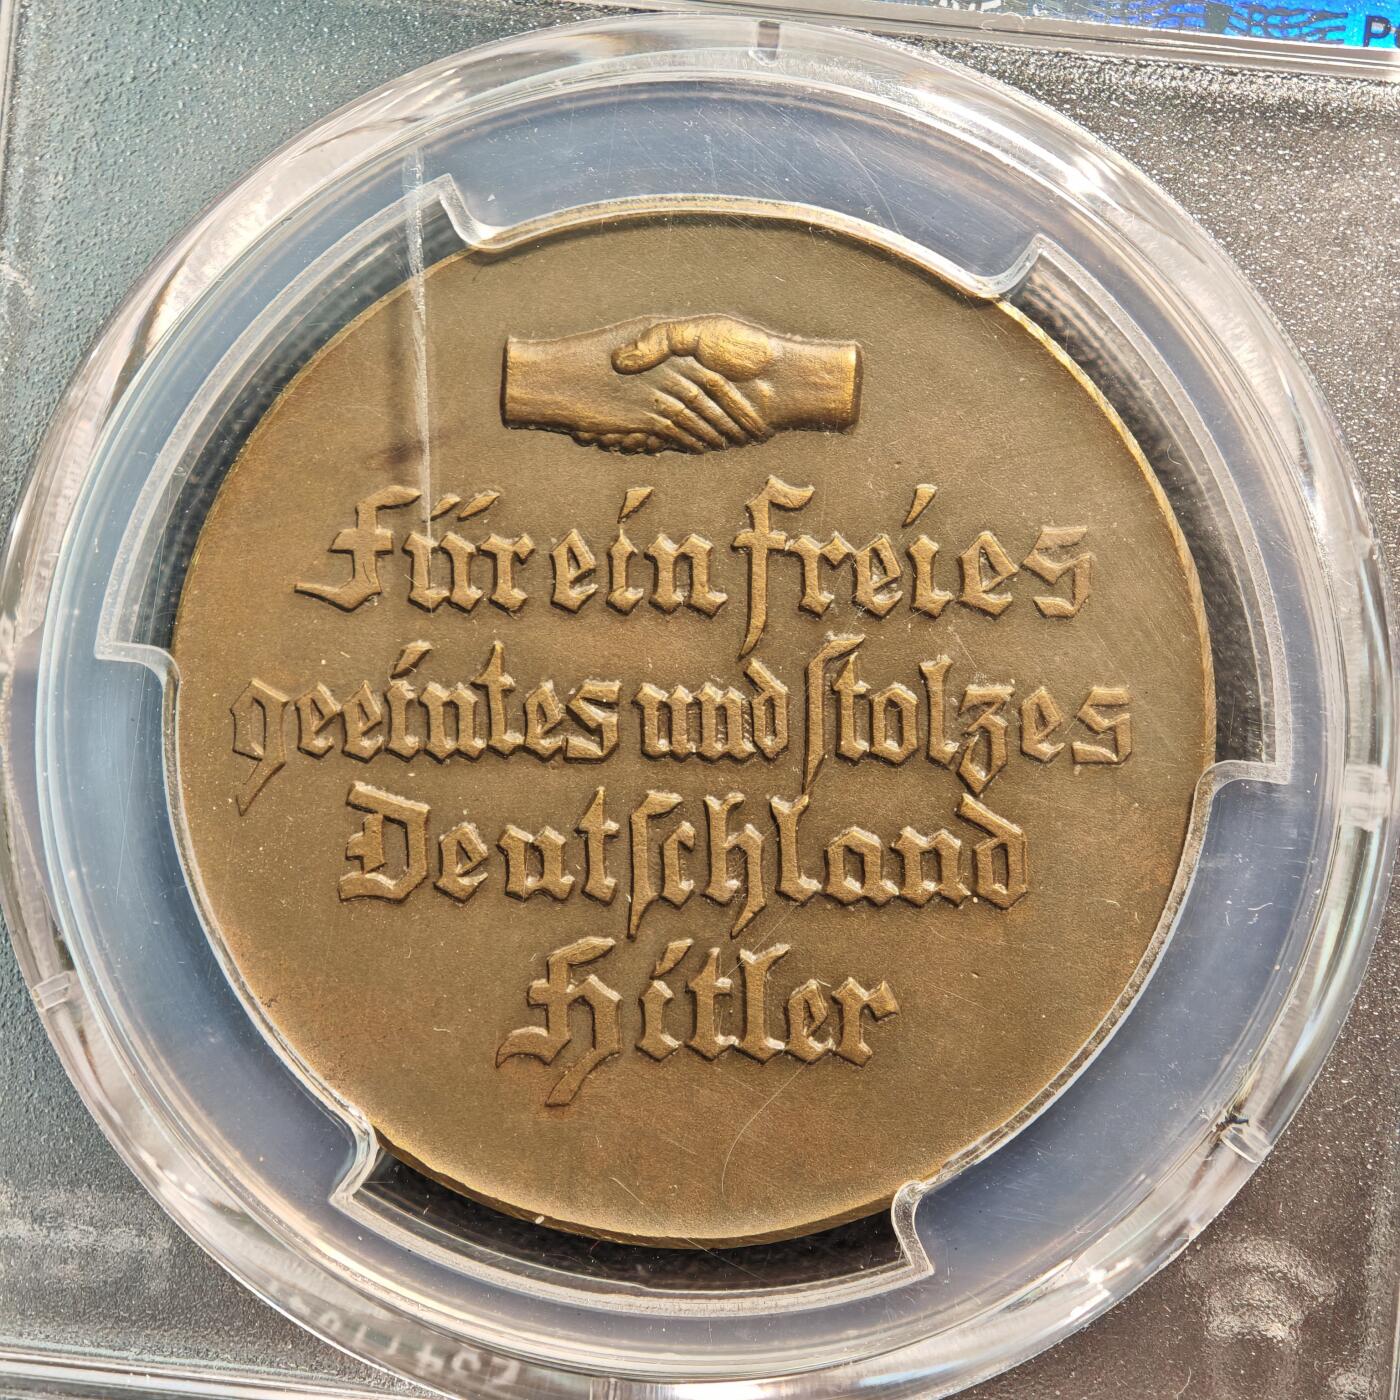 Für ein freies
geeintes und stolzes
Deutschland
Hitler